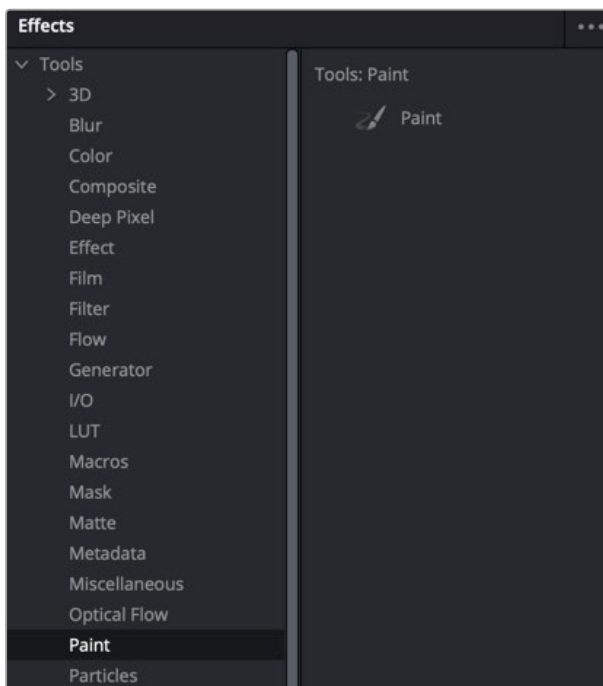 Effects
Tools
3D
Blur
Color
Composite
Deep Pixel
Effect
Film
Filter
Flow
Generator
I/O
LUT
Macros
Mask
Matte
Metadata
Miscellaneous
Optical Flow
Paint
Particles
Tools: Paint
Paint